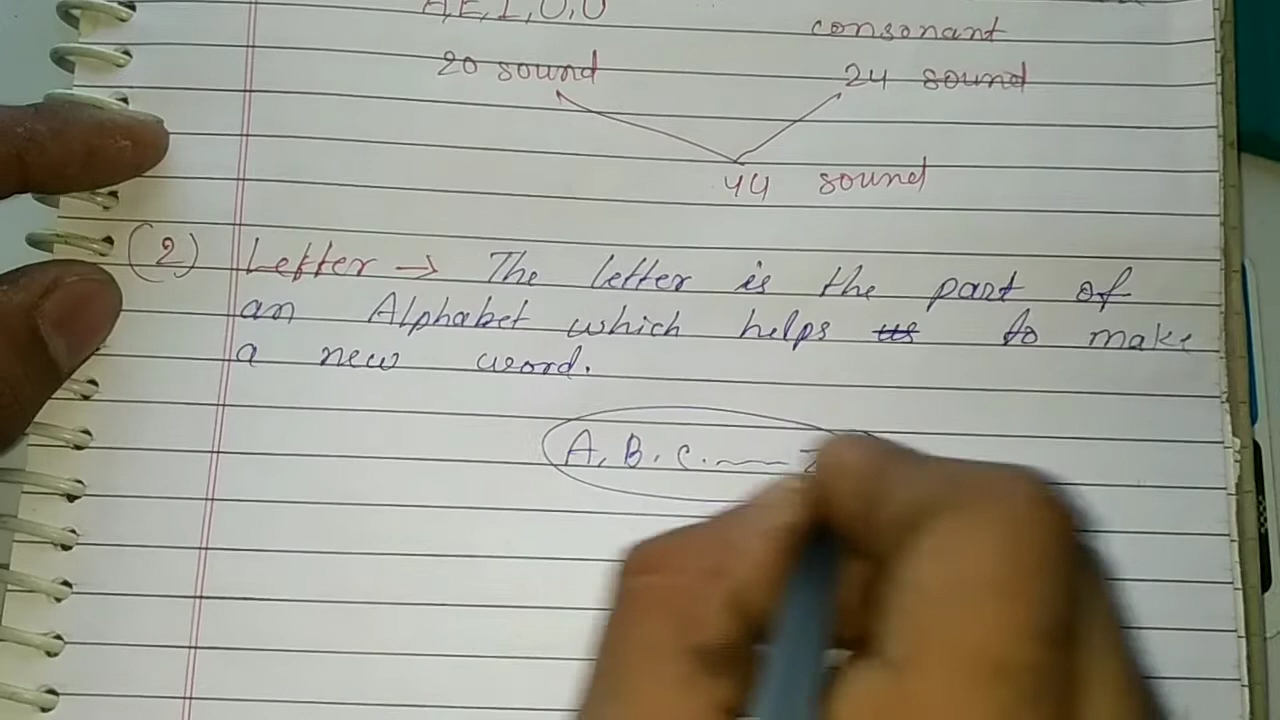 A, E, I, O, U
consonant
20 sound
24 sound
44 sound
(2) Letter → The letter is the part of
an Alphabet which helps to make
a new word.
A, B, C. — Z